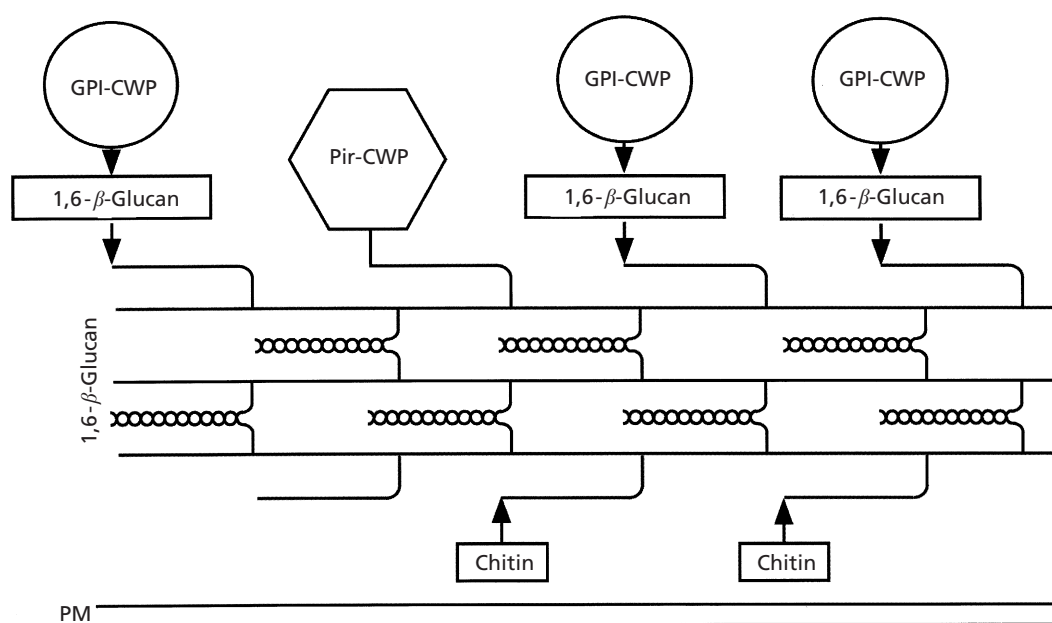 GPI-CWP
GPI-CWP
GPI-CWP
Pir-CWP
1,6-β-Glucan
1,6-β-Glucan
1,6-β-Glucan
1,6-β-Glucan
Chitin
Chitin
PM